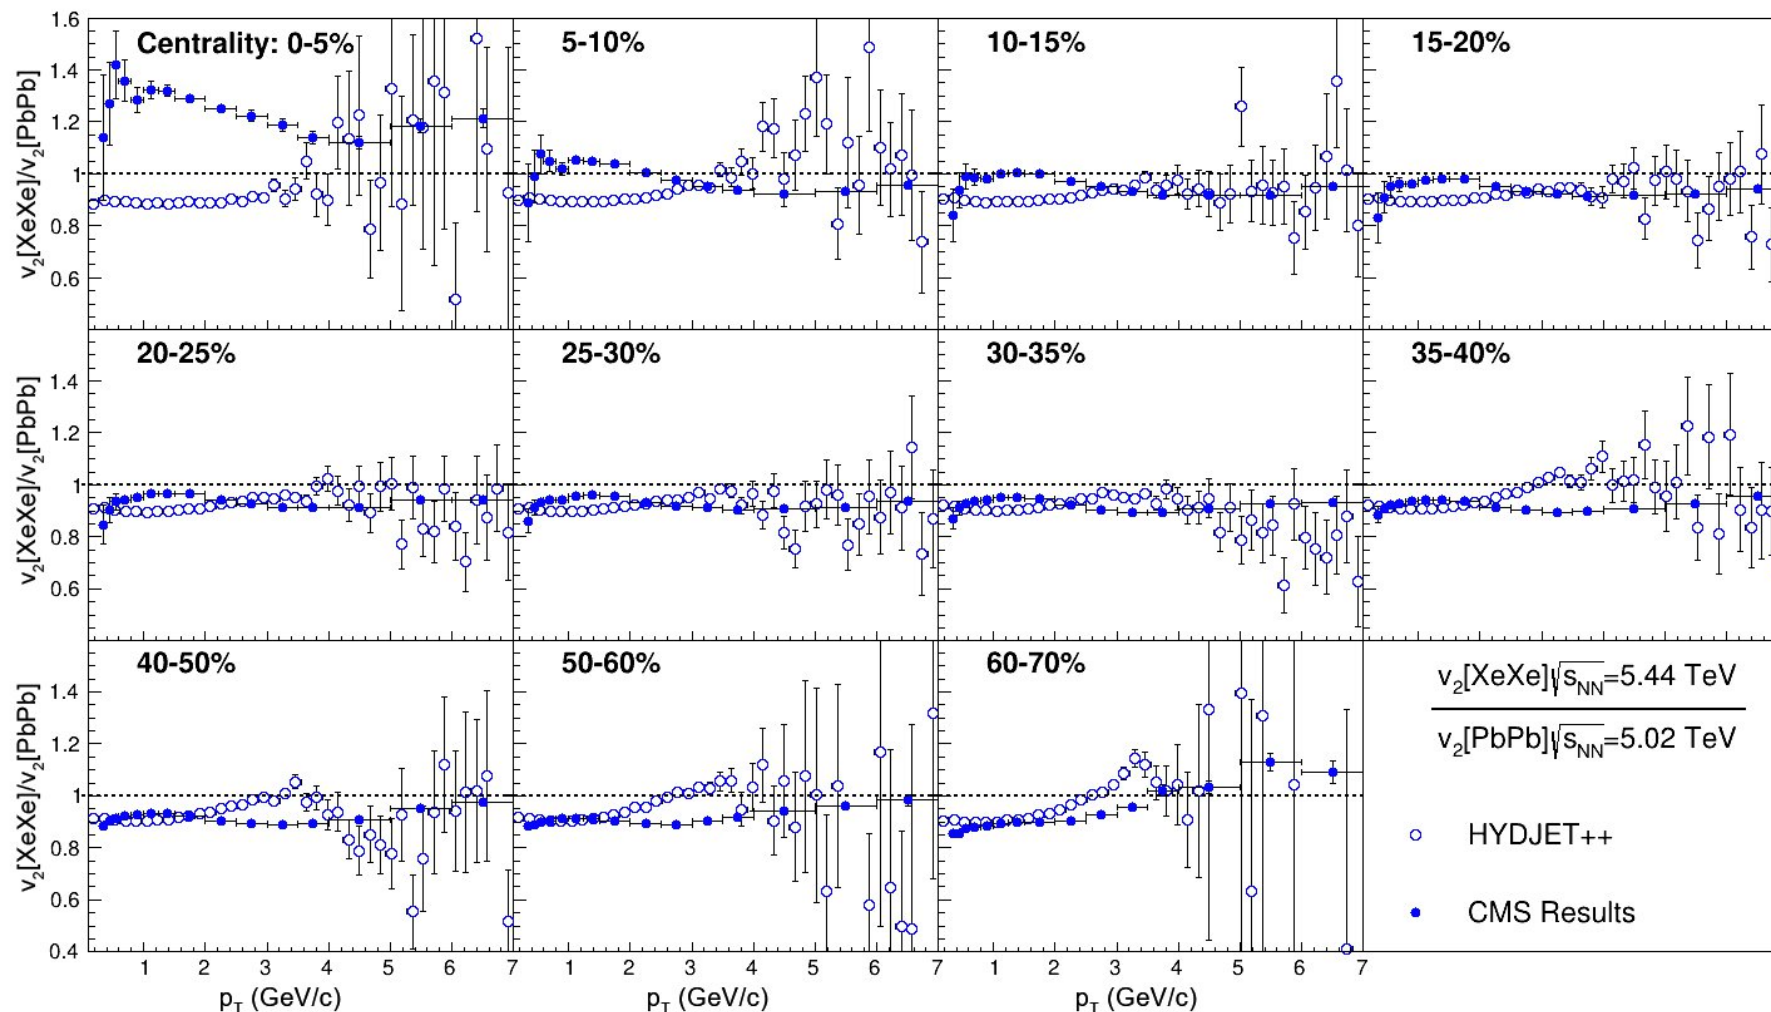 Centrality: 0-5%
5-10%
10-15%
15-20%
v₂[XeXe]/v₂[PbPb]
1.6
1.4
1.2
1
0.8
0.6
20-25%
25-30%
30-35%
35-40%
v₂[XeXe]/v₂[PbPb]
1.4
1.2
1
0.8
0.6
40-50%
50-60%
60-70%
v₂[XeXe]/v₂[PbPb]
1.4
1.2
1
0.8
0.6
0.4
1 2 3 4 5 6 7
1 2 3 4 5 6 7
1 2 3 4 5 6 7
p_T (GeV/c)
p_T (GeV/c)
p_T (GeV/c)
v₂[XeXe]√s_NN=5.44 TeV
v₂[PbPb]√s_NN=5.02 TeV
HYDJET++
CMS Results